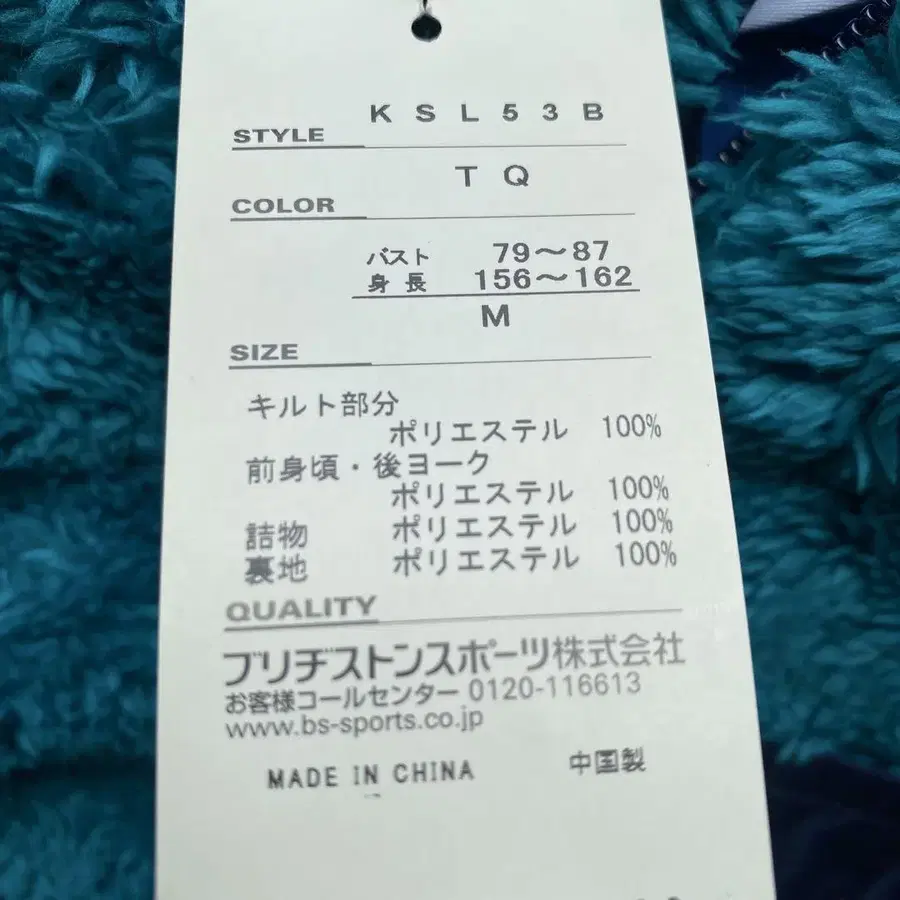 KSL53B
STYLE
TQ
COLOR
バスト 79〜87
身長 156〜162
M
SIZE
キルト部分
ポリエステル 100%
前身頃・後ヨーク
ポリエステル 100%
詰物 ポリエステル 100%
裏地 ポリエステル 100%
QUALITY
ブリヂストンスポーツ株式会社
お客様コールセンター 0120-116613
www.bs-sports.co.jp
MADE IN CHINA 中国製